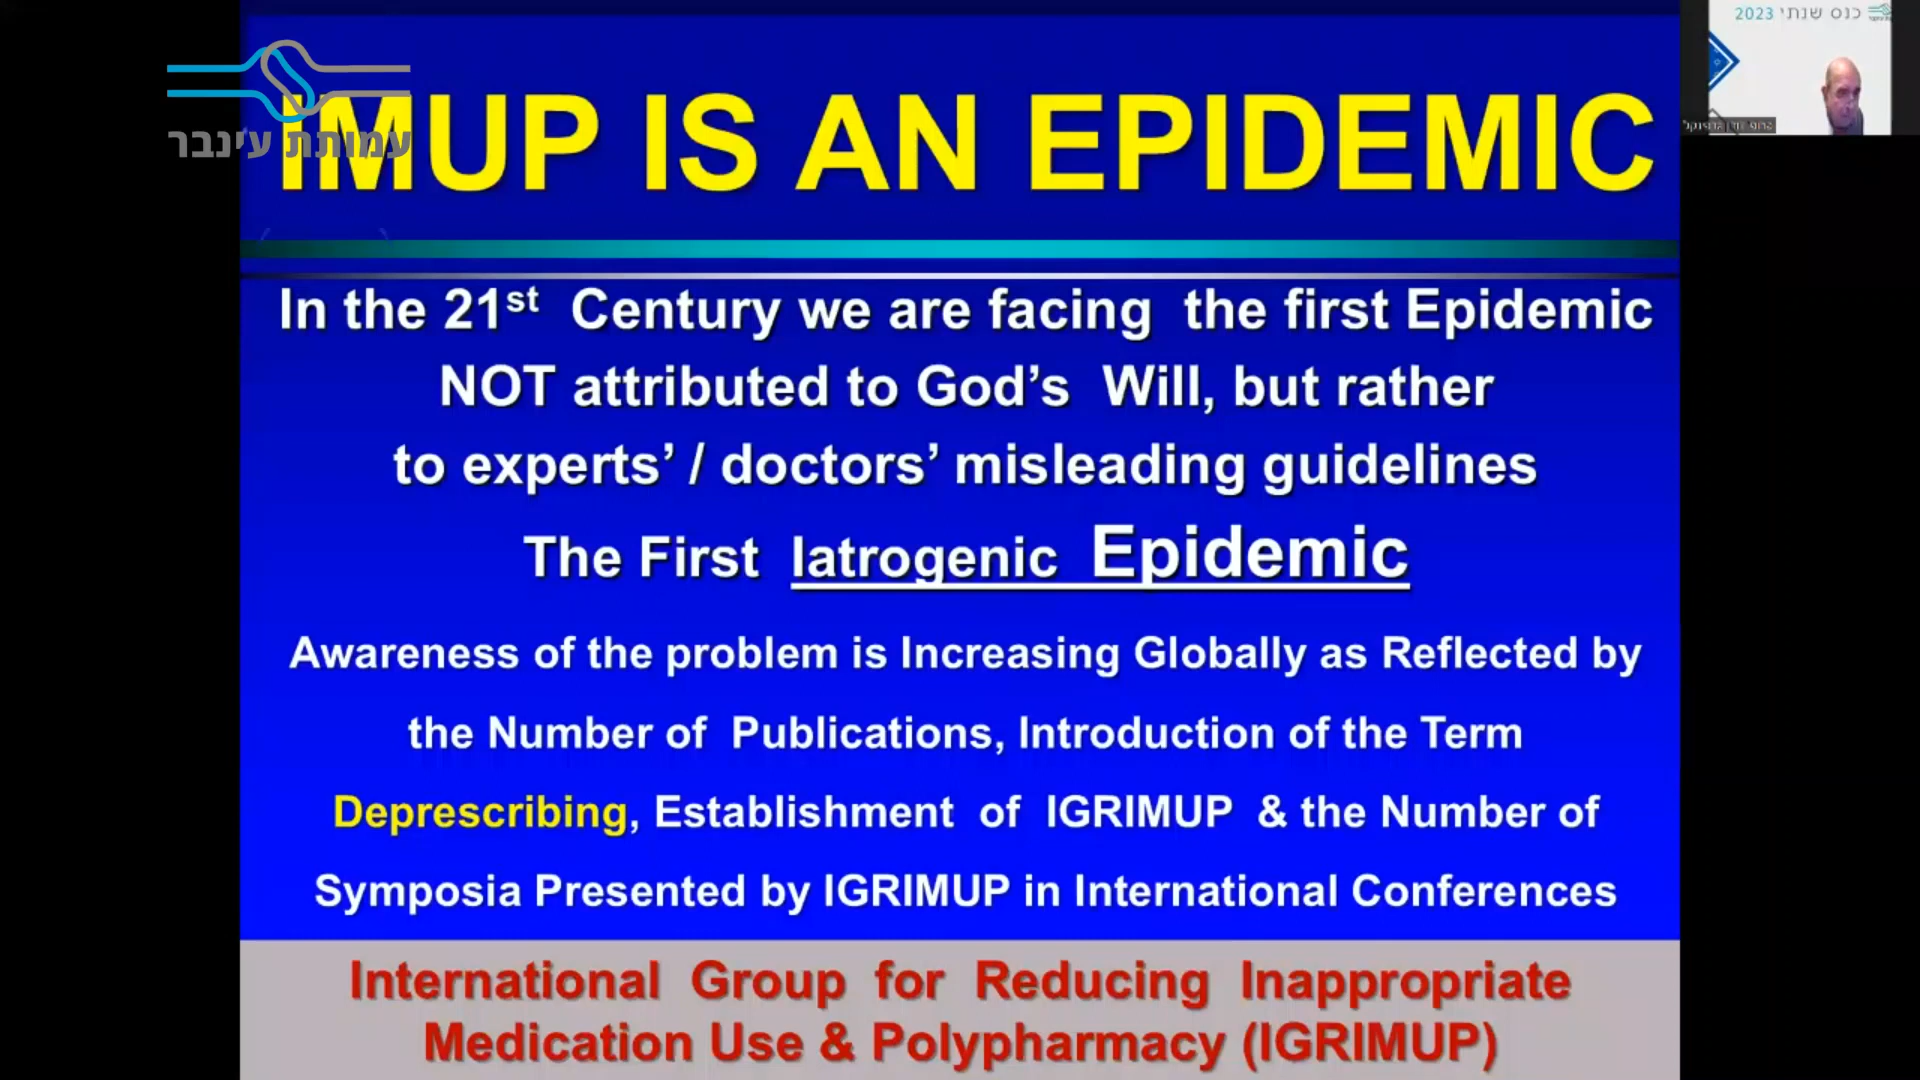 עמותת עינבר
כנס שנתי 2023
IMUP IS AN EPIDEMIC
In the 21st Century we are facing the first Epidemic
NOT attributed to God’s Will, but rather
to experts’ / doctors’ misleading guidelines
The First Iatrogenic Epidemic
Awareness of the problem is Increasing Globally as Reflected by
the Number of Publications, Introduction of the Term
Deprescribing, Establishment of IGRIMUP & the Number of
Symposia Presented by IGRIMUP in International Conferences
International Group for Reducing Inappropriate
Medication Use & Polypharmacy (IGRIMUP)